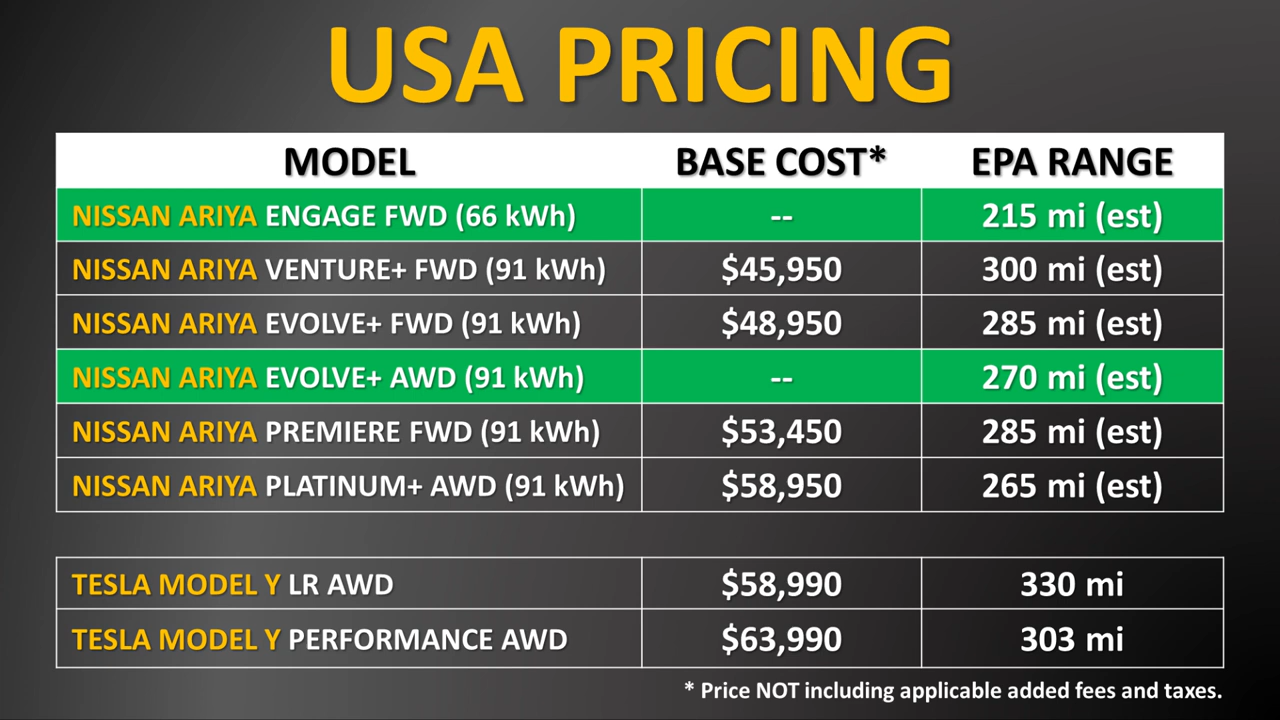 USA PRICING
MODEL BASE COST* EPA RANGE
NISSAN ARIYA ENGAGE FWD (66 kWh) -- 215 mi (est)
NISSAN ARIYA VENTURE+ FWD (91 kWh) $45,950 300 mi (est)
NISSAN ARIYA EVOLVE+ FWD (91 kWh) $48,950 285 mi (est)
NISSAN ARIYA EVOLVE+ AWD (91 kWh) -- 270 mi (est)
NISSAN ARIYA PREMIERE FWD (91 kWh) $53,450 285 mi (est)
NISSAN ARIYA PLATINUM+ AWD (91 kWh) $58,950 265 mi (est)
TESLA MODEL Y LR AWD $58,990 330 mi
TESLA MODEL Y PERFORMANCE AWD $63,990 303 mi
* Price NOT including applicable added fees and taxes.